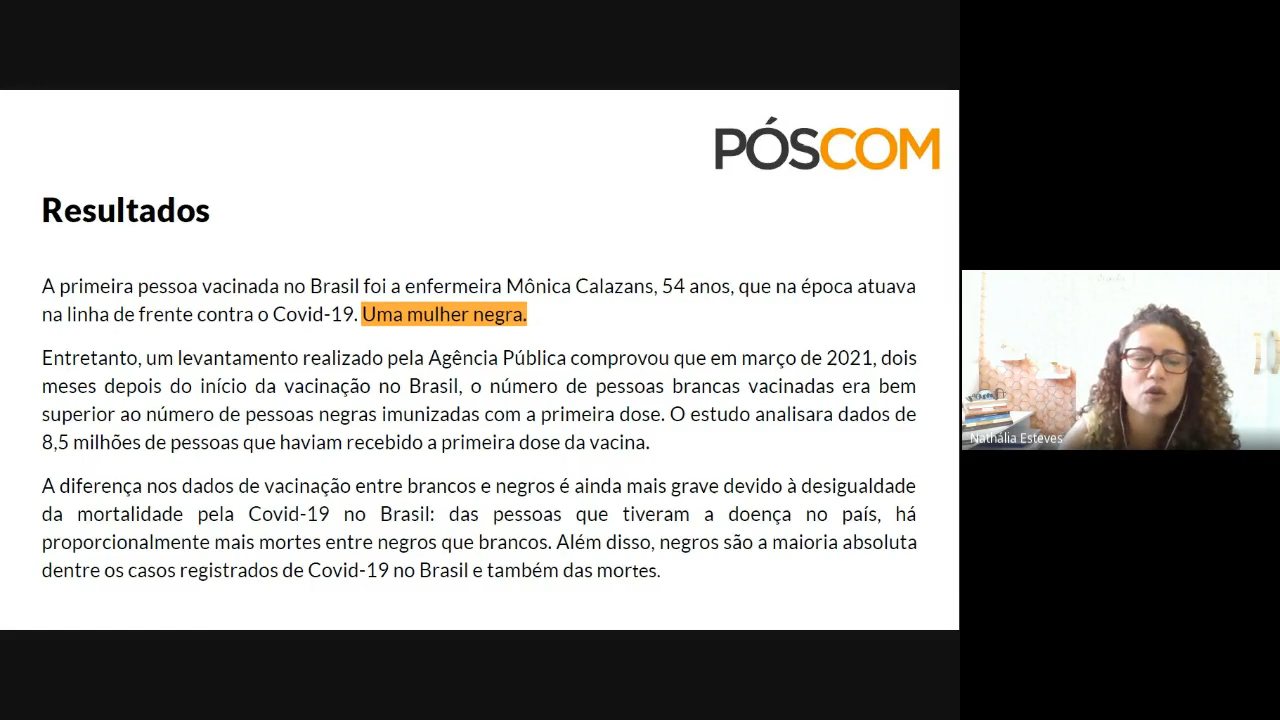 PÓSCOM
Resultados
A primeira pessoa vacinada no Brasil foi a enfermeira Mônica Calazans, 54 anos, que na época atuava
na linha de frente contra o Covid-19. Uma mulher negra.
Entretanto, um levantamento realizado pela Agência Pública comprovou que em março de 2021, dois
meses depois do início da vacinação no Brasil, o número de pessoas brancas vacinadas era bem
superior ao número de pessoas negras imunizadas com a primeira dose. O estudo analisara dados de
8,5 milhões de pessoas que haviam recebido a primeira dose da vacina.
A diferença nos dados de vacinação entre brancos e negros é ainda mais grave devido à desigualdade
da mortalidade pela Covid-19 no Brasil: das pessoas que tiveram a doença no país, há
proporcionalmente mais mortes entre negros que brancos. Além disso, negros são a maioria absoluta
dentre os casos registrados de Covid-19 no Brasil e também das mortes.
Nathália Esteves